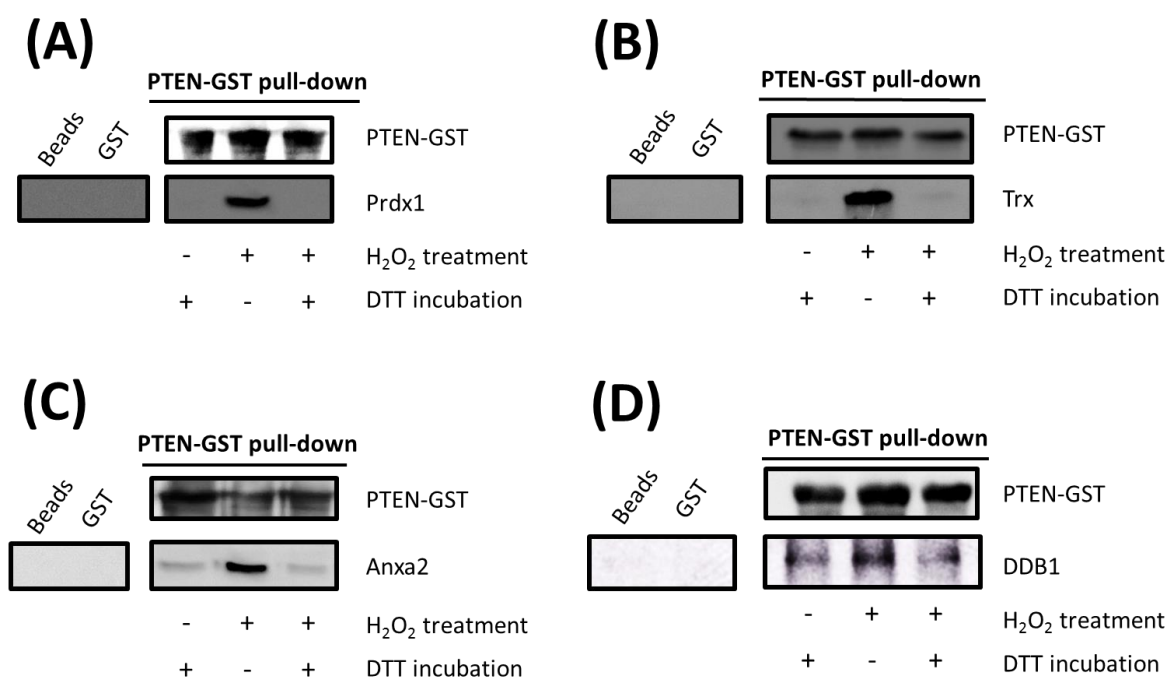 (A)
PTEN-GST pull-down
Beads
GST
PTEN-GST
Prdx1
- + + H₂O₂ treatment
+ - + DTT incubation
(B)
PTEN-GST pull-down
Beads
GST
PTEN-GST
Trx
- + + H₂O₂ treatment
+ - + DTT incubation
(C)
PTEN-GST pull-down
Beads
GST
PTEN-GST
Anxa2
- + + H₂O₂ treatment
+ - + DTT incubation
(D)
PTEN-GST pull-down
Beads
GST
PTEN-GST
DDB1
- + + H₂O₂ treatment
+ - + DTT incubation